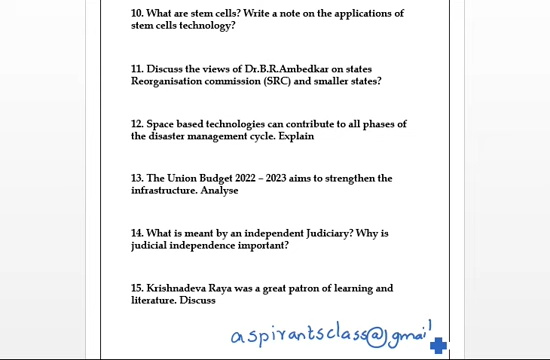 10. What are stem cells? Write a note on the applications of
stem cells technology?
11. Discuss the views of Dr.B.R.Ambedkar on states
Reorganisation commission (SRC) and smaller states?
12. Space based technologies can contribute to all phases of
the disaster management cycle. Explain
13. The Union Budget 2022 – 2023 aims to strengthen the
infrastructure. Analyse
14. What is meant by an independent Judiciary? Why is
judicial independence important?
15. Krishnadeva Raya was a great patron of learning and
literature. Discuss
aspirantsclass@gmail